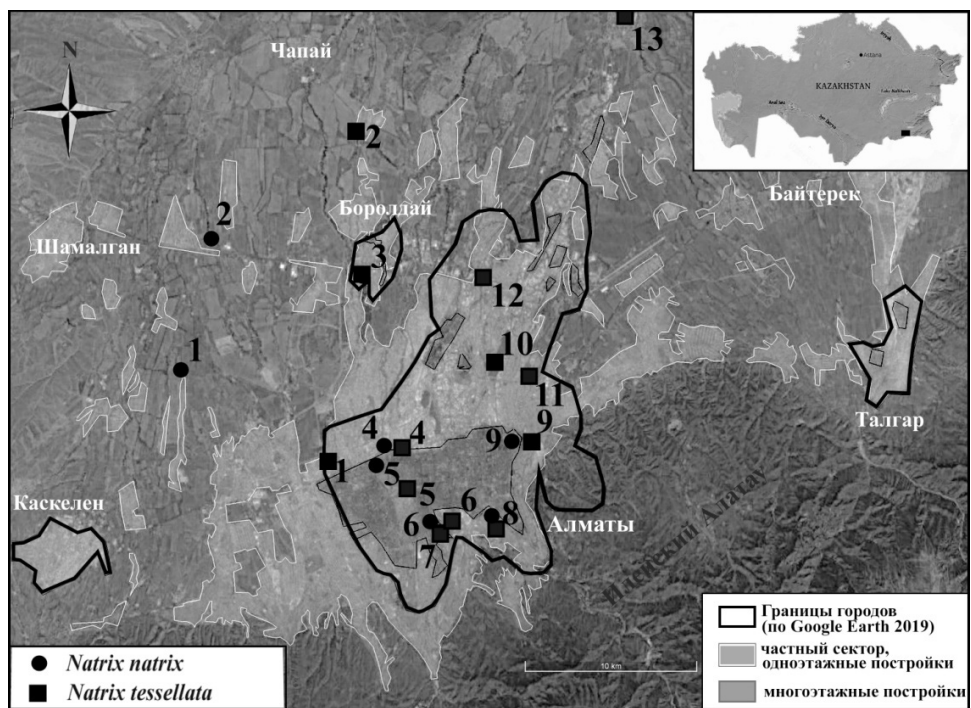 N
Чапай
13
KAZAKHSTAN
Astana
2
Байтерек
Боролдай
2
Шамалган
3
12
10
1
11
Талгар
4
4
9
9
1
5
5
Каскелен
6
6
8
7
Алматы
Илейский Алатау
Границы городов
(по Google Earth 2019)
частный сектор,
одноэтажные постройки
многоэтажные постройки
10 km
Natrix natrix
Natrix tessellata